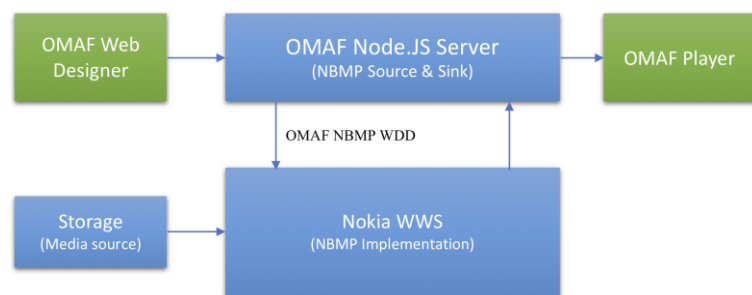 OMAF Web
Designer
OMAF Node.JS Server
(NBMP Source & Sink)
OMAF Player
OMAF NBMP WDD
Storage
(Media source)
Nokia WWS
(NBMP Implementation)